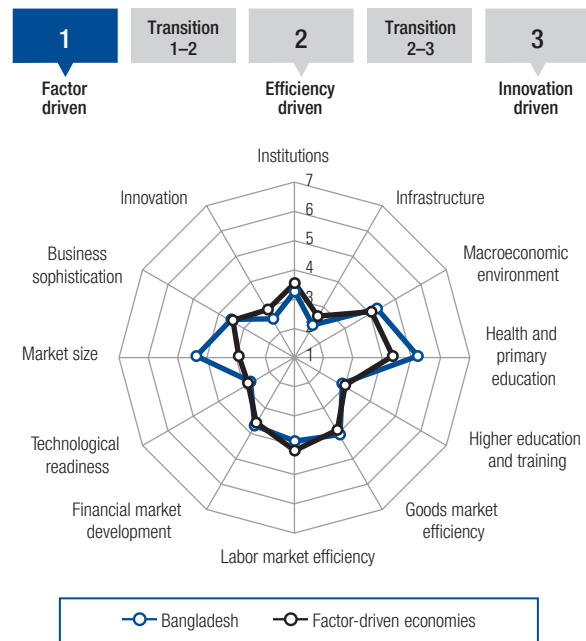 1
Transition
1–2
2
Transition
2–3
3
Factor
driven
Efficiency
driven
Innovation
driven
Institutions
7
6
5
4
3
2
1
Innovation
Infrastructure
Business
sophistication
Macroeconomic
environment
Market size
Health and
primary
education
Technological
readiness
Higher education
and training
Financial market
development
Goods market
efficiency
Labor market efficiency
Bangladesh
Factor-driven economies